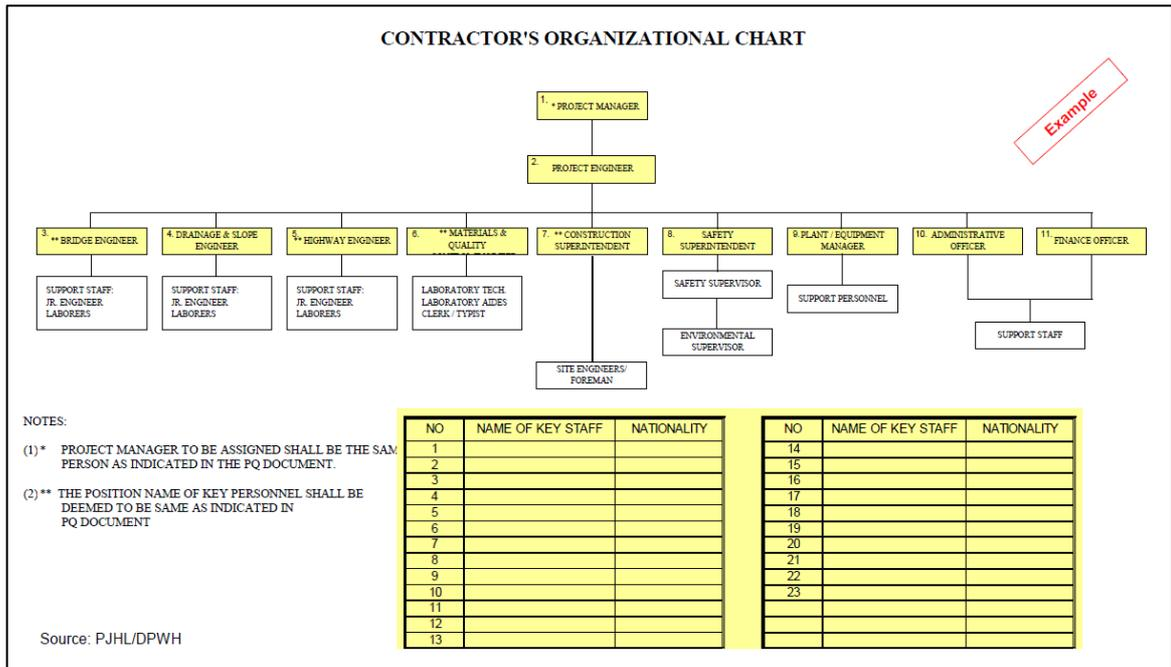 CONTRACTOR'S ORGANIZATIONAL CHART
Example
1. * PROJECT MANAGER
2. PROJECT ENGINEER
3. ** BRIDGE ENGINEER
4. DRAINAGE & SLOPE
ENGINEER
5. ** HIGHWAY ENGINEER
6. ** MATERIALS &
QUALITY
7. ** CONSTRUCTION
SUPERINTENDENT
8. SAFETY
SUPERINTENDENT
9. PLANT / EQUIPMENT
MANAGER
10. ADMINISTRATIVE
OFFICER
11. FINANCE OFFICER
SUPPORT STAFF:
JR. ENGINEER
LABORERS
SUPPORT STAFF:
JR. ENGINEER
LABORERS
SUPPORT STAFF:
JR. ENGINEER
LABORERS
LABORATORY TECH.
LABORATORY AIDES
CLERK / TYPIST
SITE ENGINEERS/
FOREMAN
SAFETY SUPERVISOR
ENVIRONMENTAL
SUPERVISOR
SUPPORT PERSONNEL
SUPPORT STAFF
NOTES:
(1) * PROJECT MANAGER TO BE ASSIGNED SHALL BE THE SAM
PERSON AS INDICATED IN THE PQ DOCUMENT.
(2) ** THE POSITION NAME OF KEY PERSONNEL SHALL BE
DEEMED TO BE SAME AS INDICATED IN
PQ DOCUMENT
NO NAME OF KEY STAFF NATIONALITY
1
2
3
4
5
6
7
8
9
10
11
12
13
NO NAME OF KEY STAFF NATIONALITY
14
15
16
17
18
19
20
21
22
23
Source: PJHL/DPWH